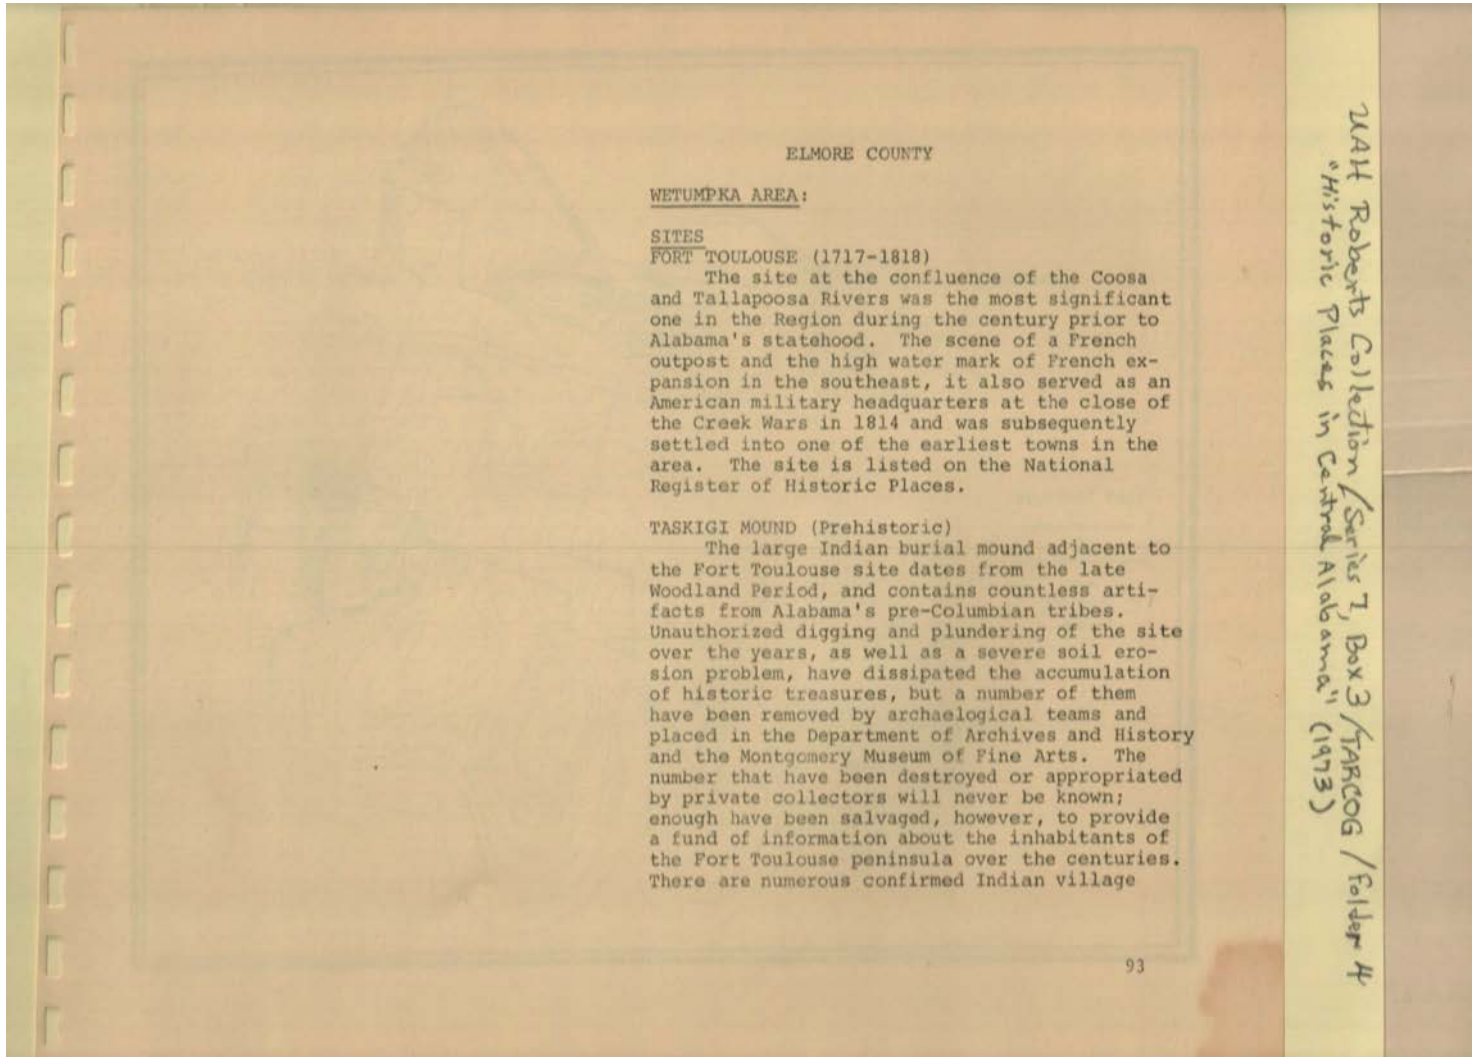 ELMORE COUNTY
WETUMPKA AREA:
SITES
FORT TOULOUSE (1717-1818)
The site at the confluence of the Coosa
and Tallapoosa Rivers was the most significant
one in the Region during the century prior to
Alabama's statehood. The scene of a French
outpost and the high water mark of French ex-
pansion in the southeast, it also served as an
American military headquarters at the close of
the Creek Wars in 1814 and was subsequently
settled into one of the earliest towns in the
area. The site is listed on the National
Register of Historic Places.
TASKIGI MOUND (Prehistoric)
The large Indian burial mound adjacent to
the Fort Toulouse site dates from the late
Woodland Period, and contains countless arti-
facts from Alabama's pre-Columbian tribes.
Unauthorized digging and plundering of the site
over the years, as well as a severe soil ero-
sion problem, have dissipated the accumulation
of historic treasures, but a number of them
have been removed by archaelogical teams and
placed in the Department of Archives and History
and the Montgomery Museum of Fine Arts. The
number that have been destroyed or appropriated
by private collectors will never be known;
enough have been salvaged, however, to provide
a fund of information about the inhabitants of
the Fort Toulouse peninsula over the centuries.
There are numerous confirmed Indian village
93
UAH Roberts Collection/Series 7, Box 3/TARCOG/Folder 4
"Historic Places in Central Alabama" (1973)